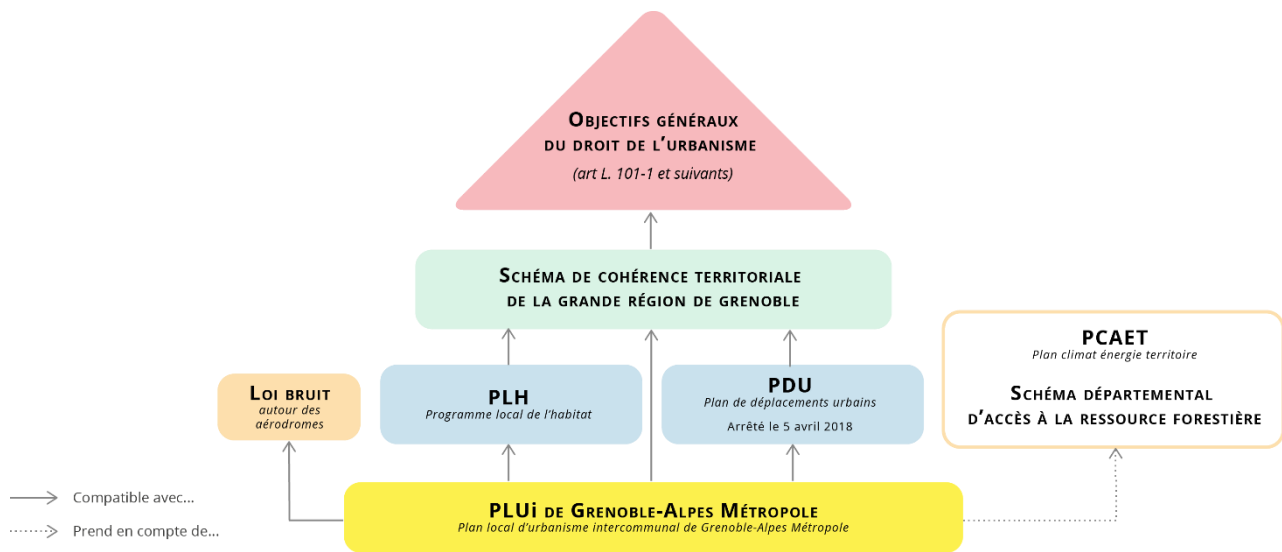 Objectifs généraux
du droit de l'urbanisme
(art L. 101-1 et suivants)
Schéma de cohérence territoriale
de la grande région de Grenoble
PCAET
Plan climat énergie territoire
Schéma départemental
d'accès à la ressource forestière
Loi bruit
autour des
aérodromes
PLH
Programme local de l'habitat
PDU
Plan de déplacements urbains
Arrêté le 5 avril 2018
PLUi de Grenoble-Alpes Métropole
Plan local d'urbanisme intercommunal de Grenoble-Alpes Métropole
Compatible avec...
Prend en compte de...